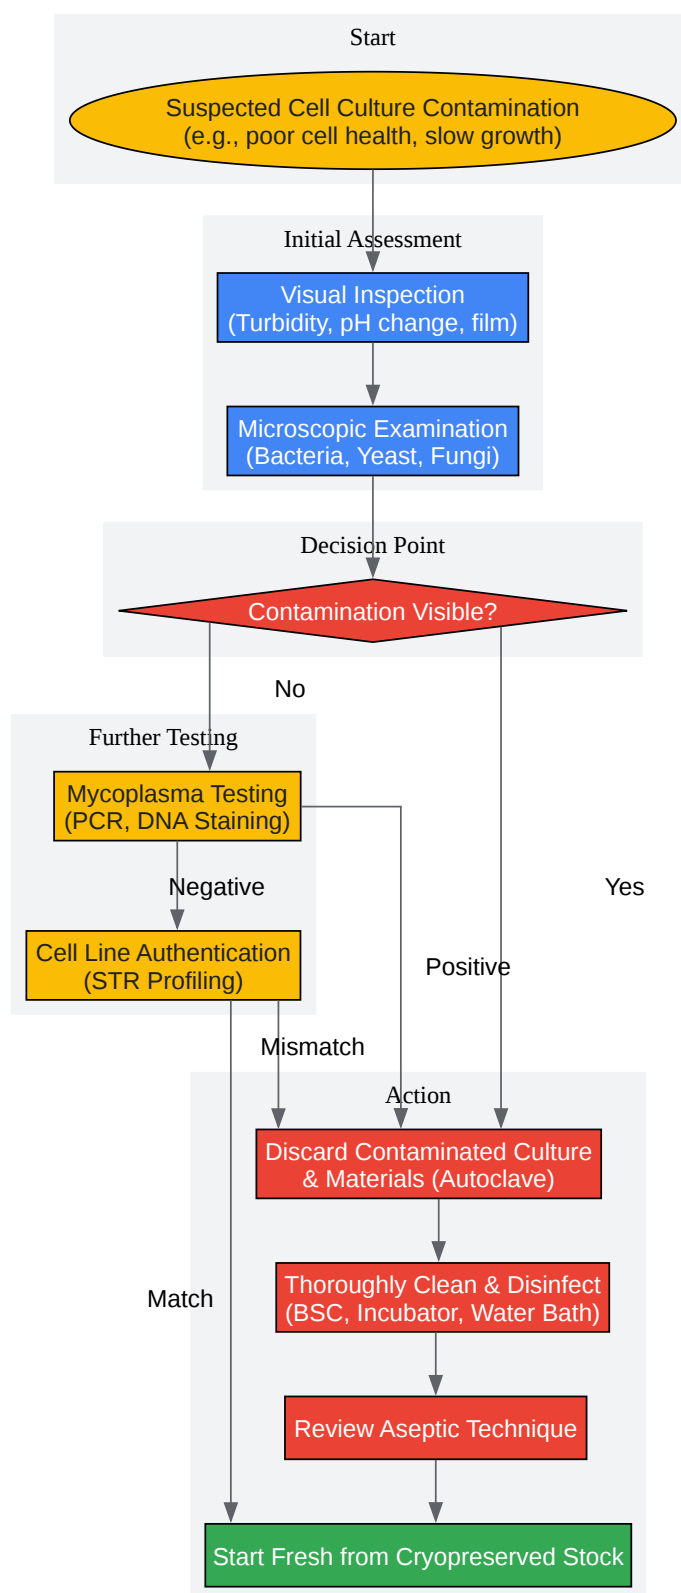 Start
Suspected Cell Culture Contamination
(e.g., poor cell health, slow growth)
Initial Assessment
Visual Inspection
(Turbidity, pH change, film)
Microscopic Examination
(Bacteria, Yeast, Fungi)
Decision Point
Contamination Visible?
No
Further Testing
Mycoplasma Testing
(PCR, DNA Staining)
Negative
Yes
Cell Line Authentication
(STR Profiling)
Positive
Mismatch
Action
Discard Contaminated Culture
& Materials (Autoclave)
Thoroughly Clean & Disinfect
(BSC, Incubator, Water Bath)
Match
Review Aseptic Technique
Start Fresh from Cryopreserved Stock